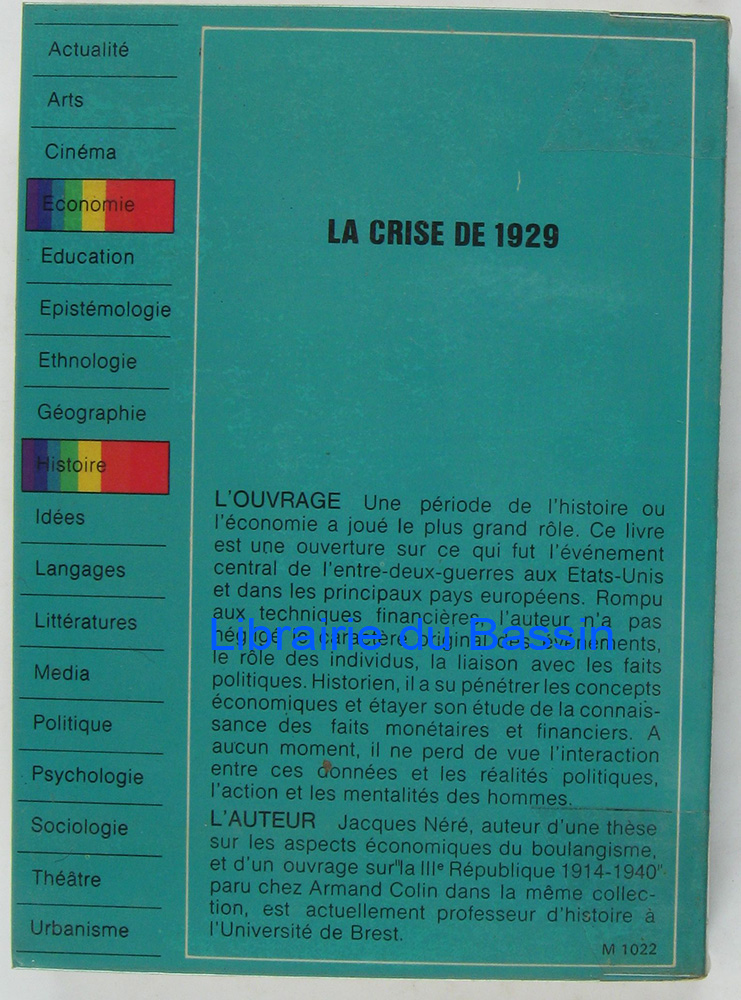 Actualité
Arts
Cinéma
Economie
Education
Epistémologie
Ethnologie
Géographie
Histoire
Idées
Langages
Littératures
Media
Politique
Psychologie
Sociologie
Théâtre
Urbanisme
LA CRISE DE 1929
L'OUVRAGE Une période de l'histoire ou
l'économie a joué le plus grand rôle. Ce livre
est une ouverture sur ce qui fut l'événement
central de l'entre-deux-guerres aux Etats-Unis
et dans les principaux pays européens. Rompu
aux techniques financières, l'auteur n'a pas
négligé le caractère original des événements,
Librairie du Bassin
le rôle des individus, la liaison avec les faits
politiques. Historien, il a su pénétrer les concepts
économiques et étayer son étude de la connais-
sance des faits monétaires et financiers. A
aucun moment, il ne perd de vue l'interaction
entre ces données et les réalités politiques,
l'action et les mentalités des hommes.
L'AUTEUR Jacques Néré, auteur d'une thèse
sur les aspects économiques du boulangisme,
et d'un ouvrage sur"la IIIe République 1914-1940"
paru chez Armand Colin dans la même collec-
tion, est actuellement professeur d'histoire à
l'Université de Brest.
M 1022